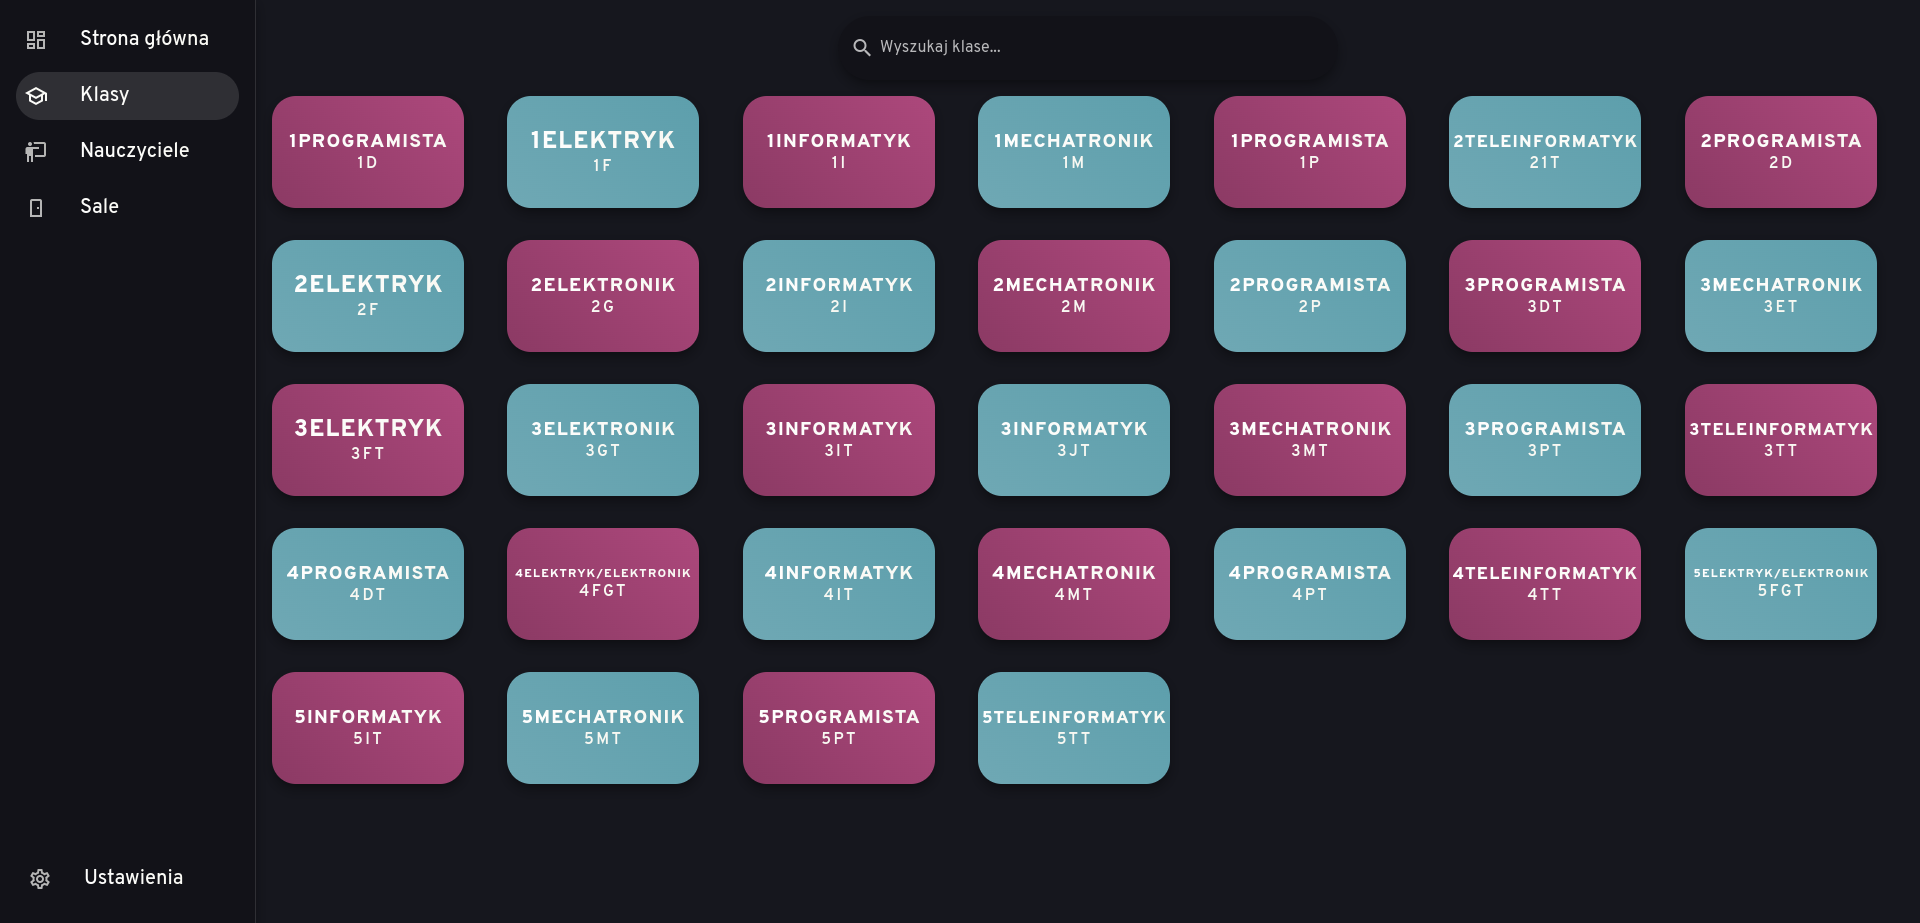 Strona główna
Klasy
Nauczyciele
Sale
Ustawienia
Wyszukaj klase...
1PROGRAMISTA
1D
1ELEKTRYK
1F
1INFORMATYK
1I
1MECHATRONIK
1M
1PROGRAMISTA
1P
2TELEINFORMATYK
21T
2PROGRAMISTA
2D
2ELEKTRYK
2F
2ELEKTRONIK
2G
2INFORMATYK
2I
2MECHATRONIK
2M
2PROGRAMISTA
2P
3PROGRAMISTA
3DT
3MECHATRONIK
3ET
3ELEKTRYK
3FT
3ELEKTRONIK
3GT
3INFORMATYK
3IT
3INFORMATYK
3JT
3MECHATRONIK
3MT
3PROGRAMISTA
3PT
3TELEINFORMATYK
3TT
4PROGRAMISTA
4DT
4ELEKTRYK/ELEKTRONIK
4FGT
4INFORMATYK
4IT
4MECHATRONIK
4MT
4PROGRAMISTA
4PT
4TELEINFORMATYK
4TT
5ELEKTRYK/ELEKTRONIK
5FGT
5INFORMATYK
5IT
5MECHATRONIK
5MT
5PROGRAMISTA
5PT
5TELEINFORMATYK
5TT